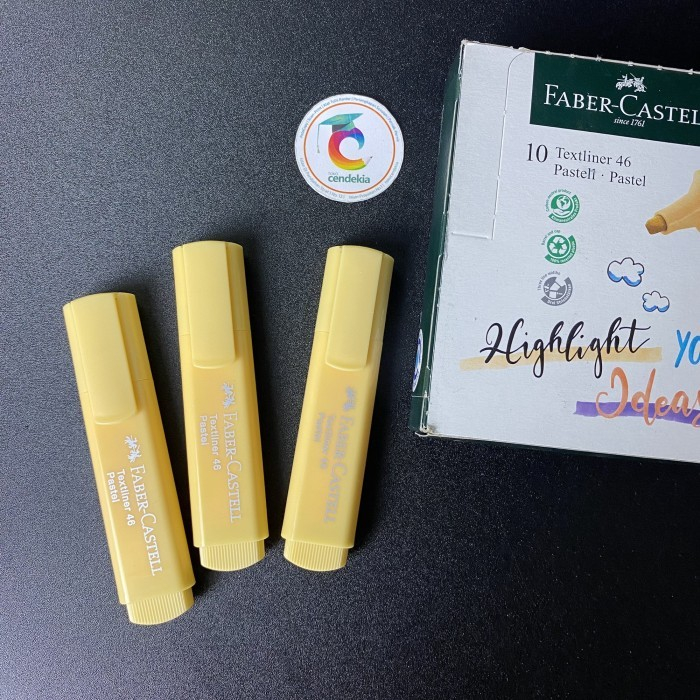 FABER-CASTELL
since 1761
10 Textliner 46
Pastell · Pastel
Highlight
Ideas
cendekia
FABER-CASTELL
Textliner 46
Pastel
FABER-CASTELL
Textliner 46
Pastel
FABER-CASTELL
Textliner 46
Pastel